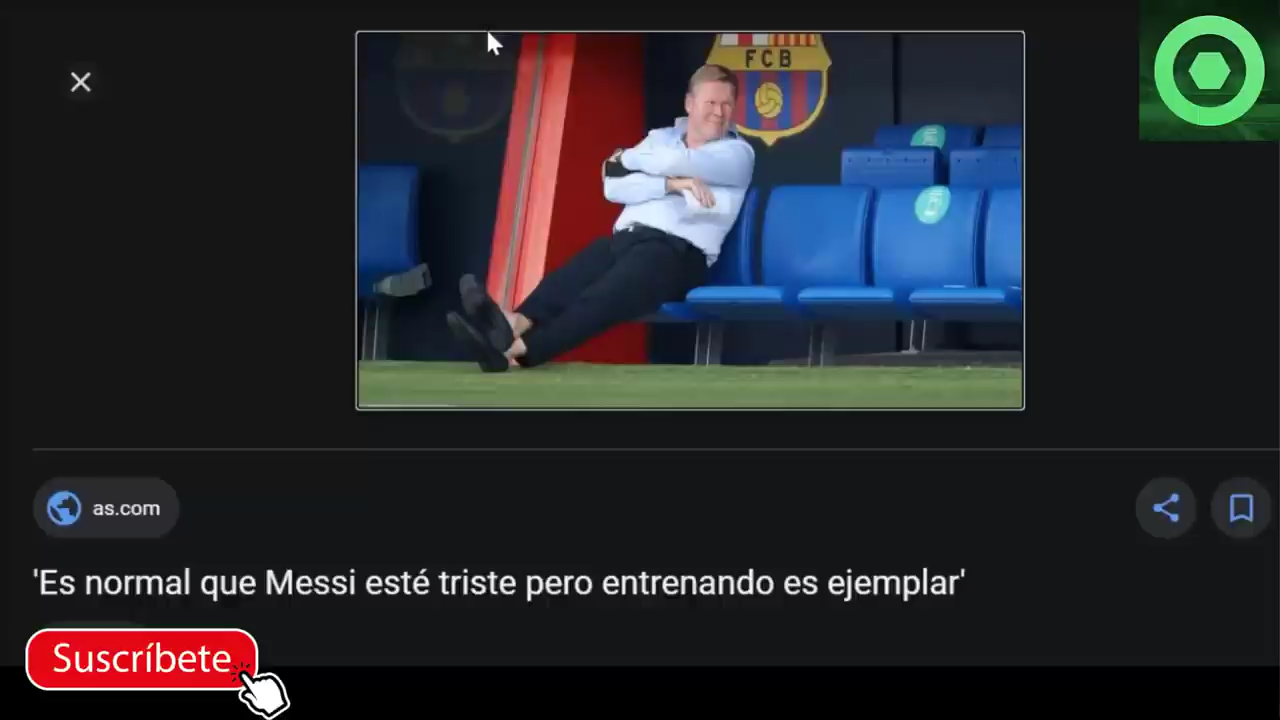 FCB
as.com
'Es normal que Messi esté triste pero entrenando es ejemplar'
Suscríbete